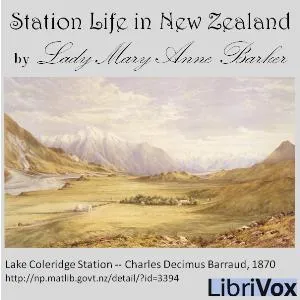 Station Life in New Zealand
by Lady Mary Anne Barker
Lake Coleridge Station -- Charles Decimus Barraud, 1870
http://np.matlib.govt.nz/detail/?id=3394
LibriVox